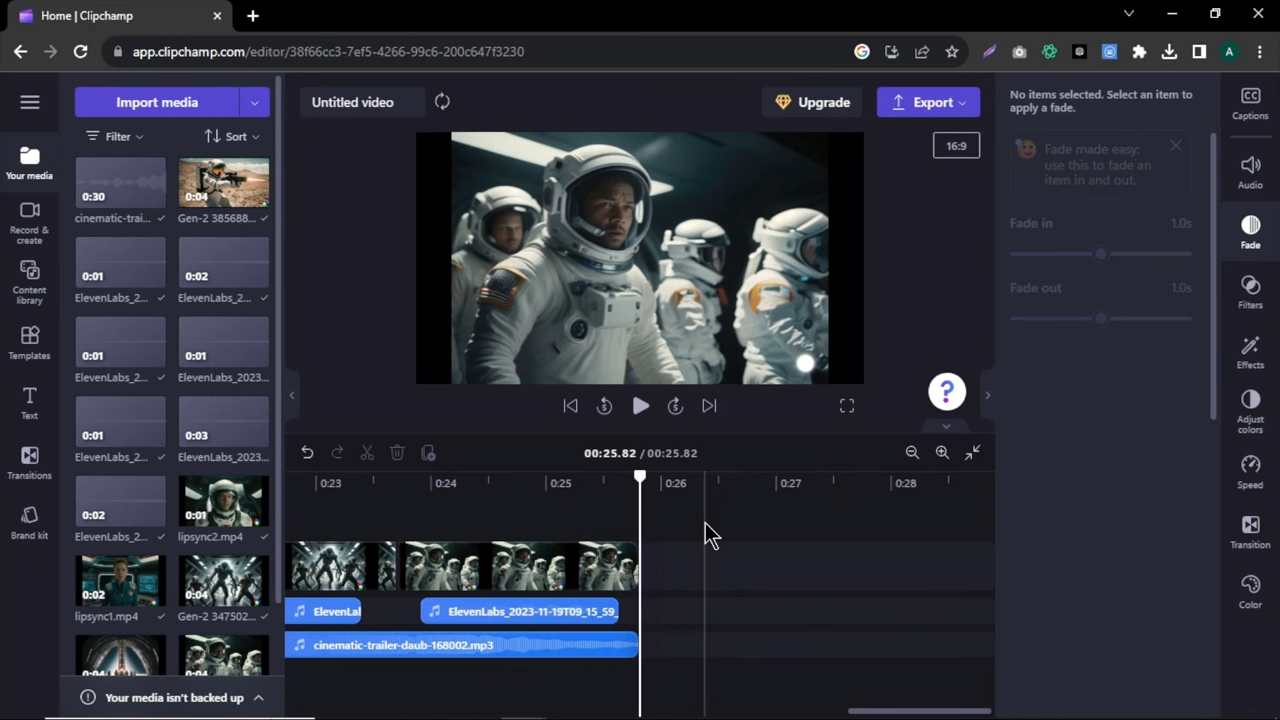 Home | Clipchamp
app.clipchamp.com/editor/38f66cc3-7ef5-4266-99c6-200c647f3230
A
Import media
Filter
Sort
Your media
Record & create
Content library
Templates
Text
Transitions
Brand kit
0:30
cinematic-trai...
0:04
Gen-2 385688...
0:01
ElevenLabs_2...
0:02
ElevenLabs_2...
0:01
ElevenLabs_2...
0:01
ElevenLabs_2023...
0:01
ElevenLabs_2...
0:03
ElevenLabs_2023...
0:02
ElevenLabs_2...
0:01
lipsync2.mp4
0:02
lipsync1.mp4
0:04
Gen-2 347502...
Your media isn't backed up
Untitled video
Upgrade
Export
16:9
5
5
?
00:25.82 / 00:25.82
0:23
0:24
0:25
0:26
0:27
0:28
ElevenLal
ElevenLabs_2023-11-19T09_15_59_
cinematic-trailer-daub-168002.mp3
No items selected. Select an item to
apply a fade.
Fade made easy:
use this to fade an
item in and out.
Fade in 1.0s
Fade out 1.0s
CC
Captions
Audio
Fade
Filters
Effects
Adjust
colors
Speed
Transition
Color